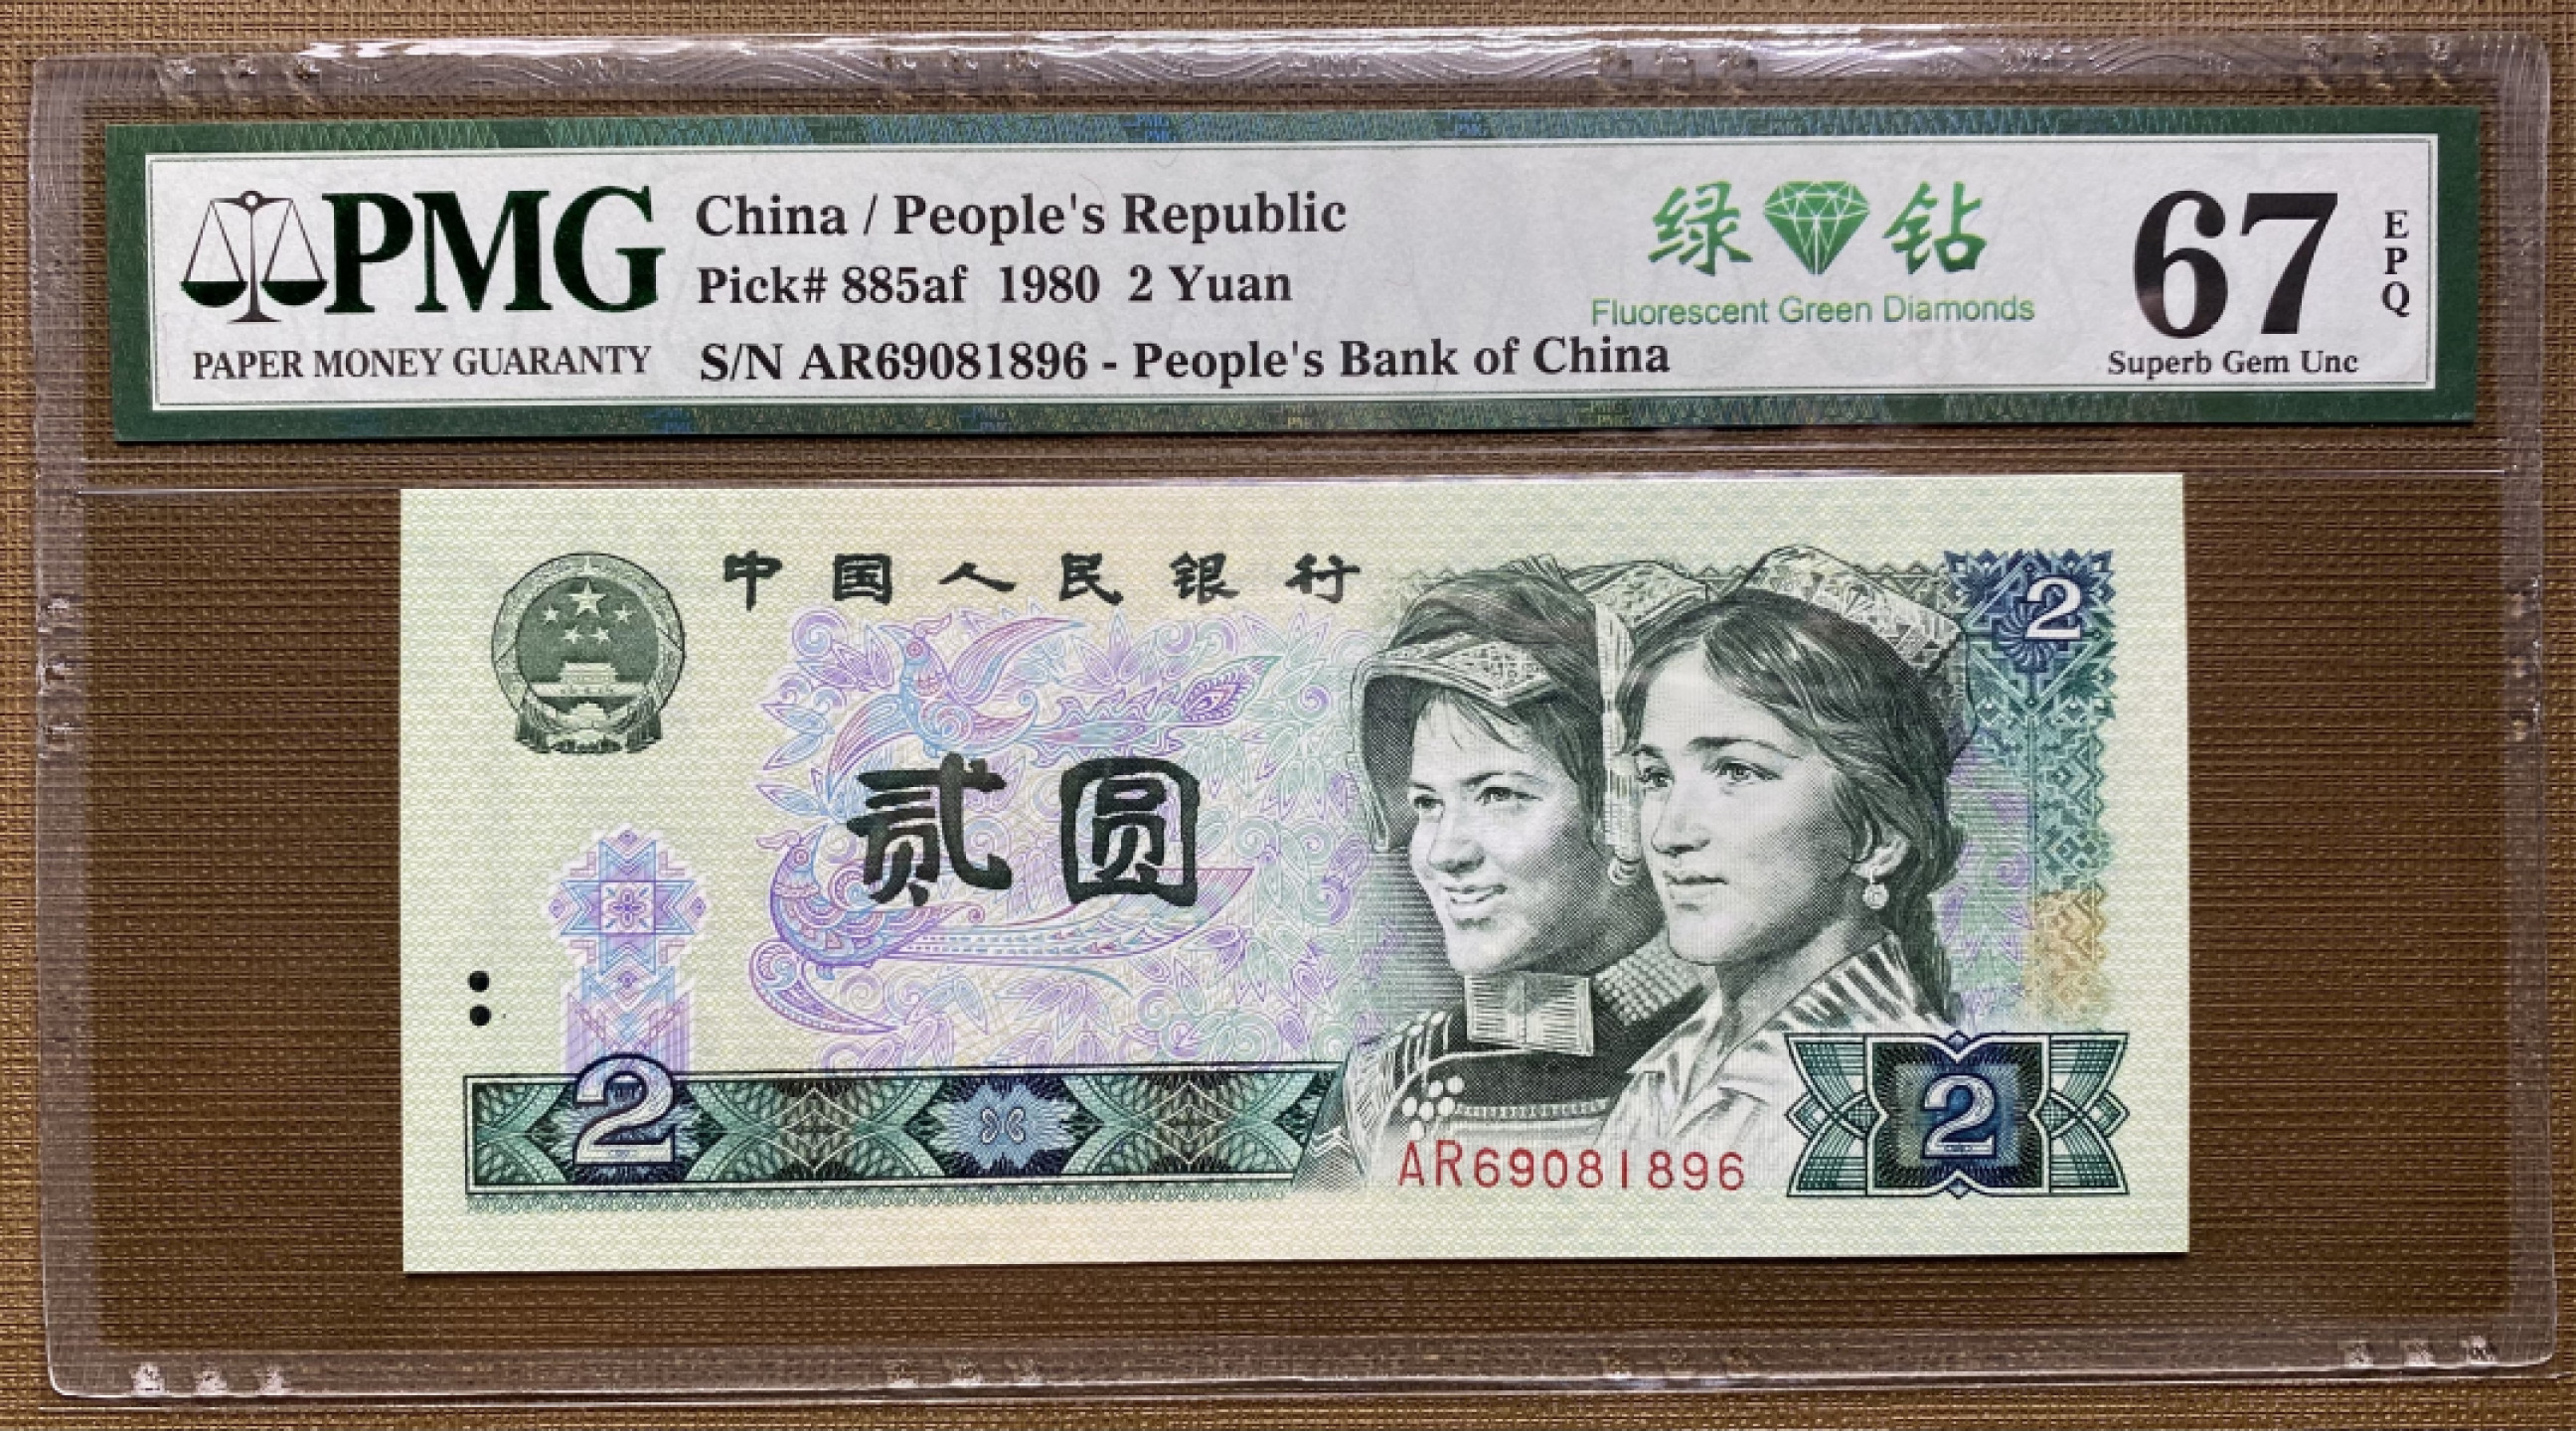 PMG
PAPER MONEY GUARANTY
China / People's Republic
Pick# 885af 1980 2 Yuan
S/N AR69081896 - People's Bank of China
绿钻
Fluorescent Green Diamonds
67
EPQ
Superb Gem Unc
中国人民银行
2
贰圆
2
2
AR69081896